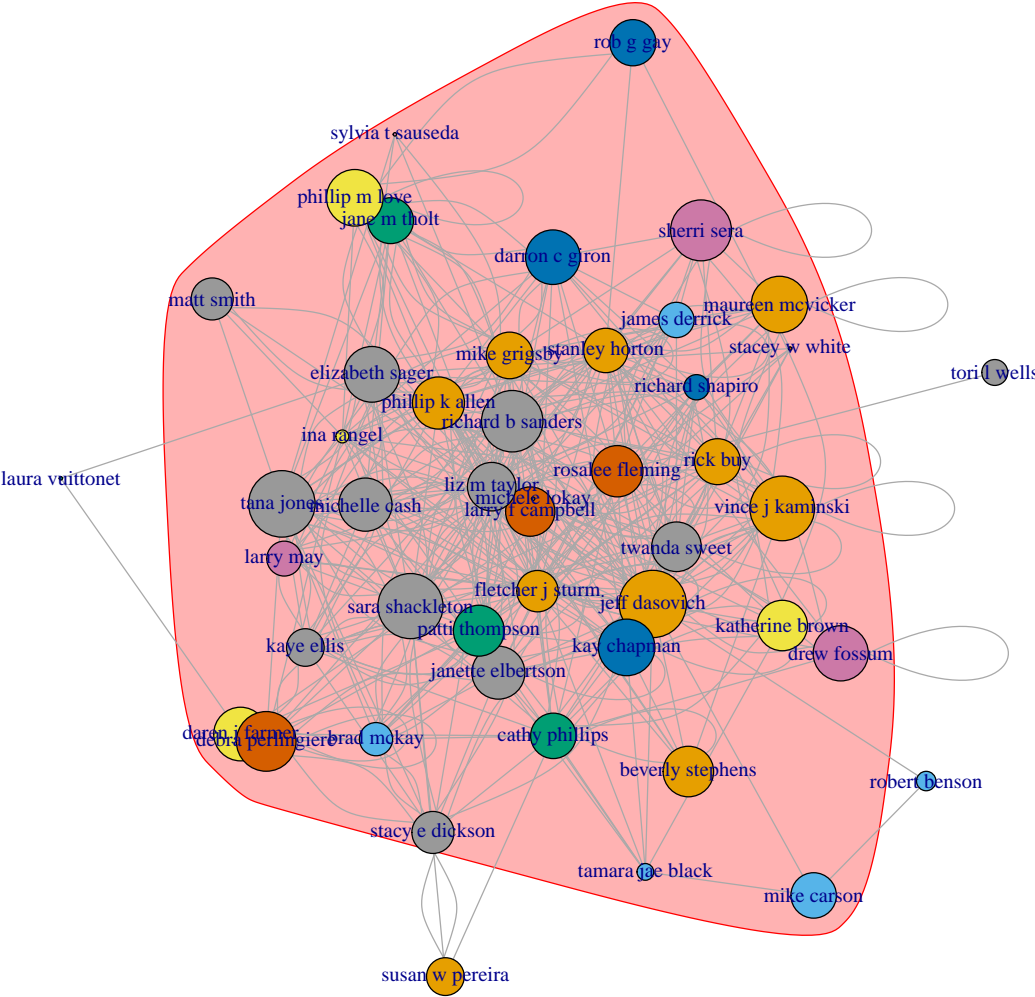 rob g gay
sylvia t sauseda
phillip m love
jane m tholt
sherri sera
darron c giron
matt smith
maureen mcvicker
james derrick
stacey w white
mike grigsby
stanley horton
elizabeth sager
tori l wells
richard shapiro
phillip k allen
richard b sanders
ina rangel
rick buy
rosalee fleming
laura vuittonet
liz m taylor
michele lokay
tana jones
michelle cash
larry f campbell
vince j kaminski
twanda sweet
larry may
fletcher j sturm
jeff dasovich
sara shackleton
patti thompson
katherine brown
kaye ellis
kay chapman
drew fossum
janette elbertson
daren j farmer
debra perlingiere
brad mckay
cathy phillips
beverly stephens
robert benson
stacy e dickson
tamara jae black
mike carson
susan w pereira